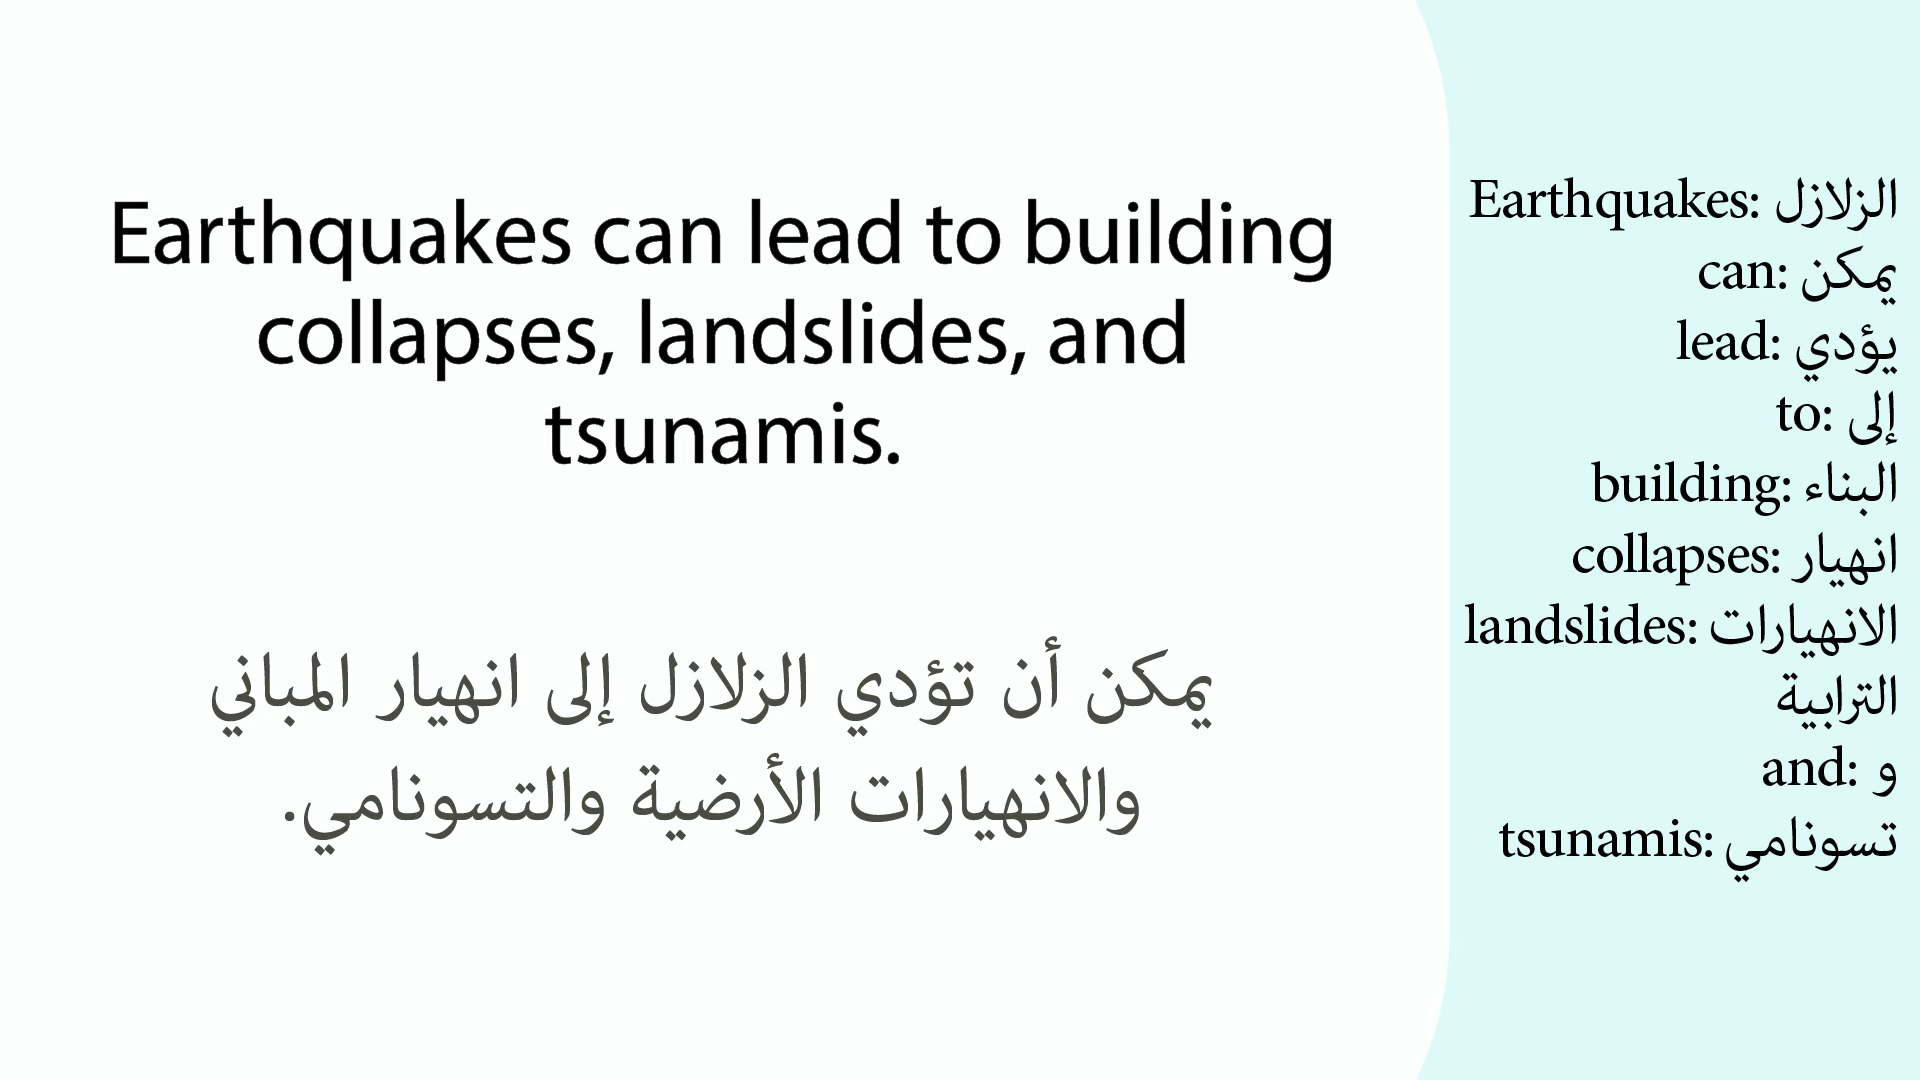 Earthquakes can lead to building
collapses, landslides, and
tsunamis.
يمكن أن تؤدي الزلازل إلى انهيار المباني
والانهيارات الأرضية والتسونامي.
Earthquakes: الزلازل
can: يمكن
lead: يؤدي
to: إلى
building: البناء
collapses: انهيار
landslides: الانهيارات
الترابية
and: و
tsunamis: تسونامي